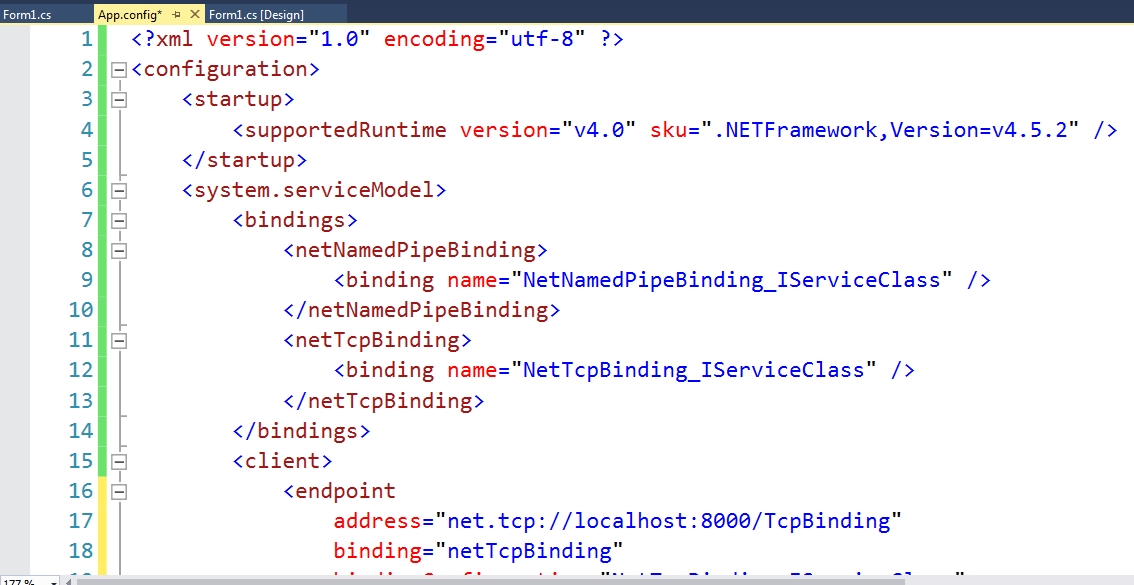 Form1.cs App.config* Form1.cs [Design]
1 <?xml version="1.0" encoding="utf-8" ?>
2 <configuration>
3 <startup>
4 <supportedRuntime version="v4.0" sku=".NETFramework,Version=v4.5.2" />
5 </startup>
6 <system.serviceModel>
7 <bindings>
8 <netNamedPipeBinding>
9 <binding name="NetNamedPipeBinding_IServiceClass" />
10 </netNamedPipeBinding>
11 <netTcpBinding>
12 <binding name="NetTcpBinding_IServiceClass" />
13 </netTcpBinding>
14 </bindings>
15 <client>
16 <endpoint
17 address="net.tcp://localhost:8000/TcpBinding"
18 binding="netTcpBinding"
177 %